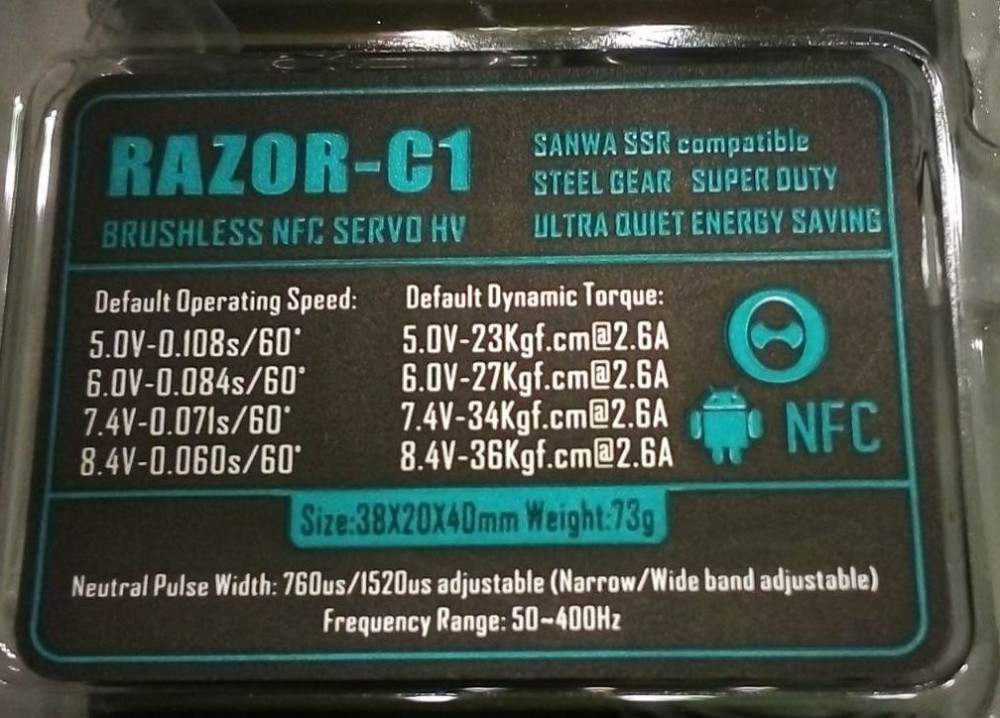 RAZOR-C1
BRUSHLESS NFC SERVO HV
SANWA SSR compatible
STEEL GEAR SUPER DUTY
ULTRA QUIET ENERGY SAVING
Default Operating Speed:
5.0V-0.108s/60°
6.0V-0.084s/60°
7.4V-0.071s/60°
8.4V-0.060s/60°
Default Dynamic Torque:
5.0V-23Kgf.cm@2.6A
6.0V-27Kgf.cm@2.6A
7.4V-34Kgf.cm@2.6A
8.4V-36Kgf.cm@2.6A
NFC
Size:38X20X40mm Weight:73g
Neutral Pulse Width: 760us/1520us adjustable (Narrow/Wide band adjustable)
Frequency Range: 50~400Hz